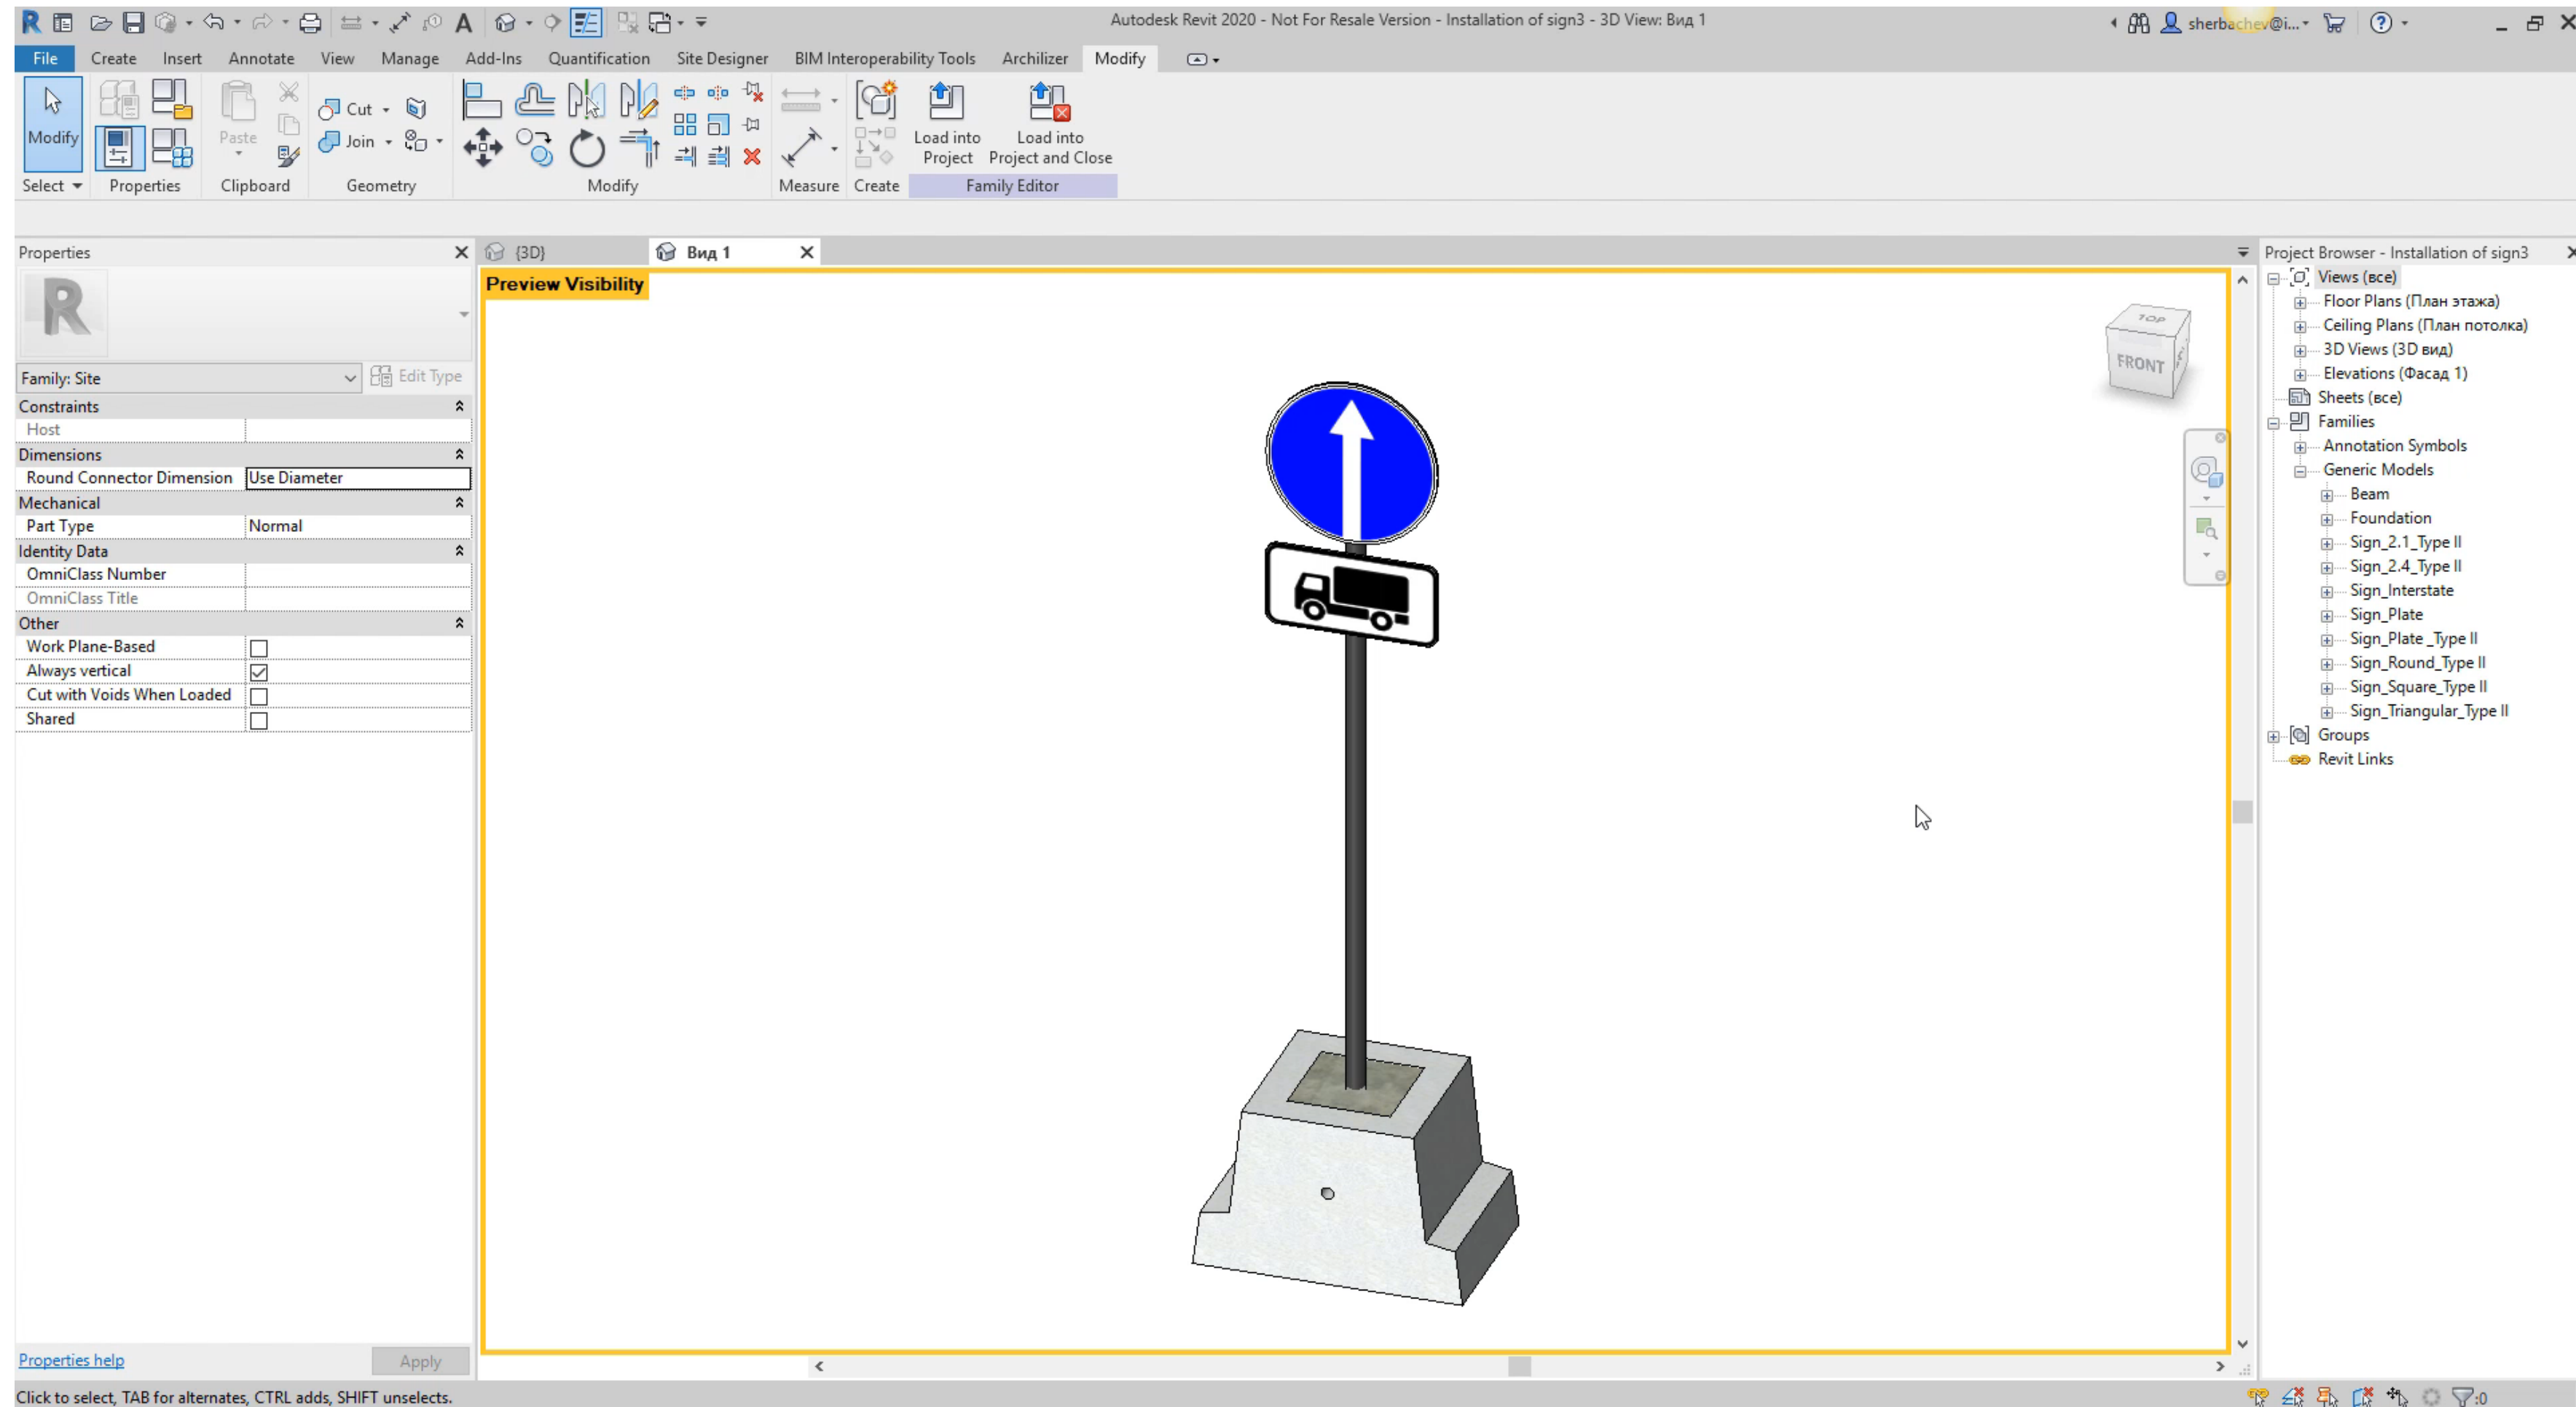 Autodesk Revit 2020 - Not For Resale Version - Installation of sign3 - 3D View: Вид 1
sherbachev@i...
File Create Insert Annotate View Manage Add-Ins Quantification Site Designer BIM Interoperability Tools Archilizer Modify
Modify
Paste
Cut
Join
Load into Project
Load into Project and Close
Select Properties Clipboard Geometry Modify Measure Create Family Editor
Properties
{3D}
Вид 1
Project Browser - Installation of sign3
Preview Visibility
R
Family: Site
Edit Type
Constraints
Host
Dimensions
Round Connector Dimension Use Diameter
Mechanical
Part Type Normal
Identity Data
OmniClass Number
OmniClass Title
Other
Work Plane-Based
Always vertical
Cut with Voids When Loaded
Shared
Properties help
Apply
TOP
FRONT
Views (все)
Floor Plans (План этажа)
Ceiling Plans (План потолка)
3D Views (3D вид)
Elevations (Фасад 1)
Sheets (все)
Families
Annotation Symbols
Generic Models
Beam
Foundation
Sign_2.1_Type II
Sign_2.4_Type II
Sign_Interstate
Sign_Plate
Sign_Plate _Type II
Sign_Round_Type II
Sign_Square_Type II
Sign_Triangular_Type II
Groups
Revit Links
Click to select, TAB for alternates, CTRL adds, SHIFT unselects.
:0